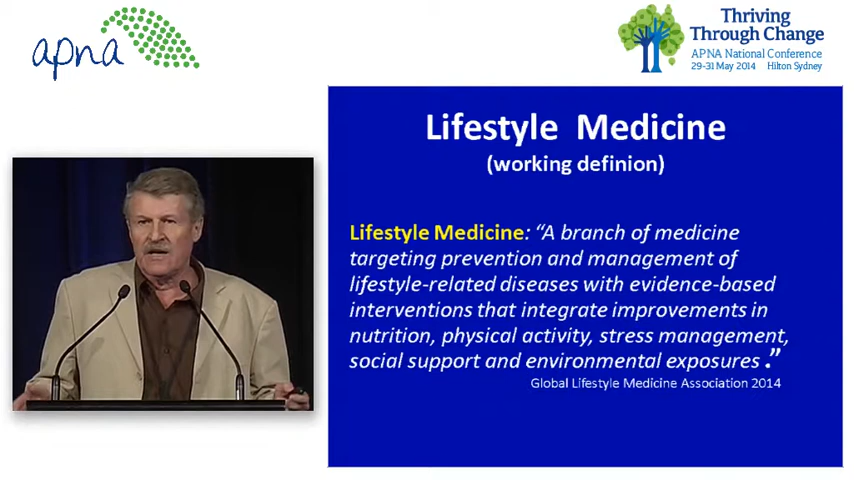 apna
Thriving
Through Change
APNA National Conference
29-31 May 2014 Hilton Sydney
Lifestyle Medicine
(working definion)
Lifestyle Medicine: “A branch of medicine
targeting prevention and management of
lifestyle-related diseases with evidence-based
interventions that integrate improvements in
nutrition, physical activity, stress management,
social support and environmental exposures .”
Global Lifestyle Medicine Association 2014